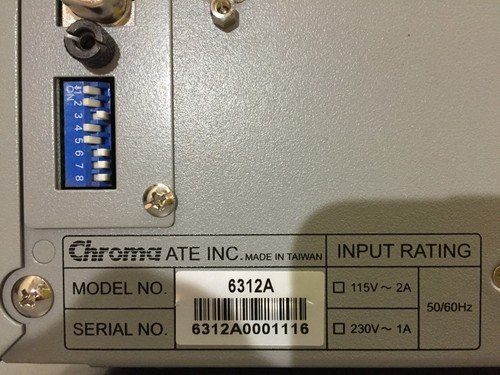 ON
1 2 3 4 5 6 7 8
Chroma ATE INC. MADE IN TAIWAN
INPUT RATING
MODEL NO. 6312A
115V~ 2A
50/60Hz
SERIAL NO. 6312A0001116
230V~ 1A